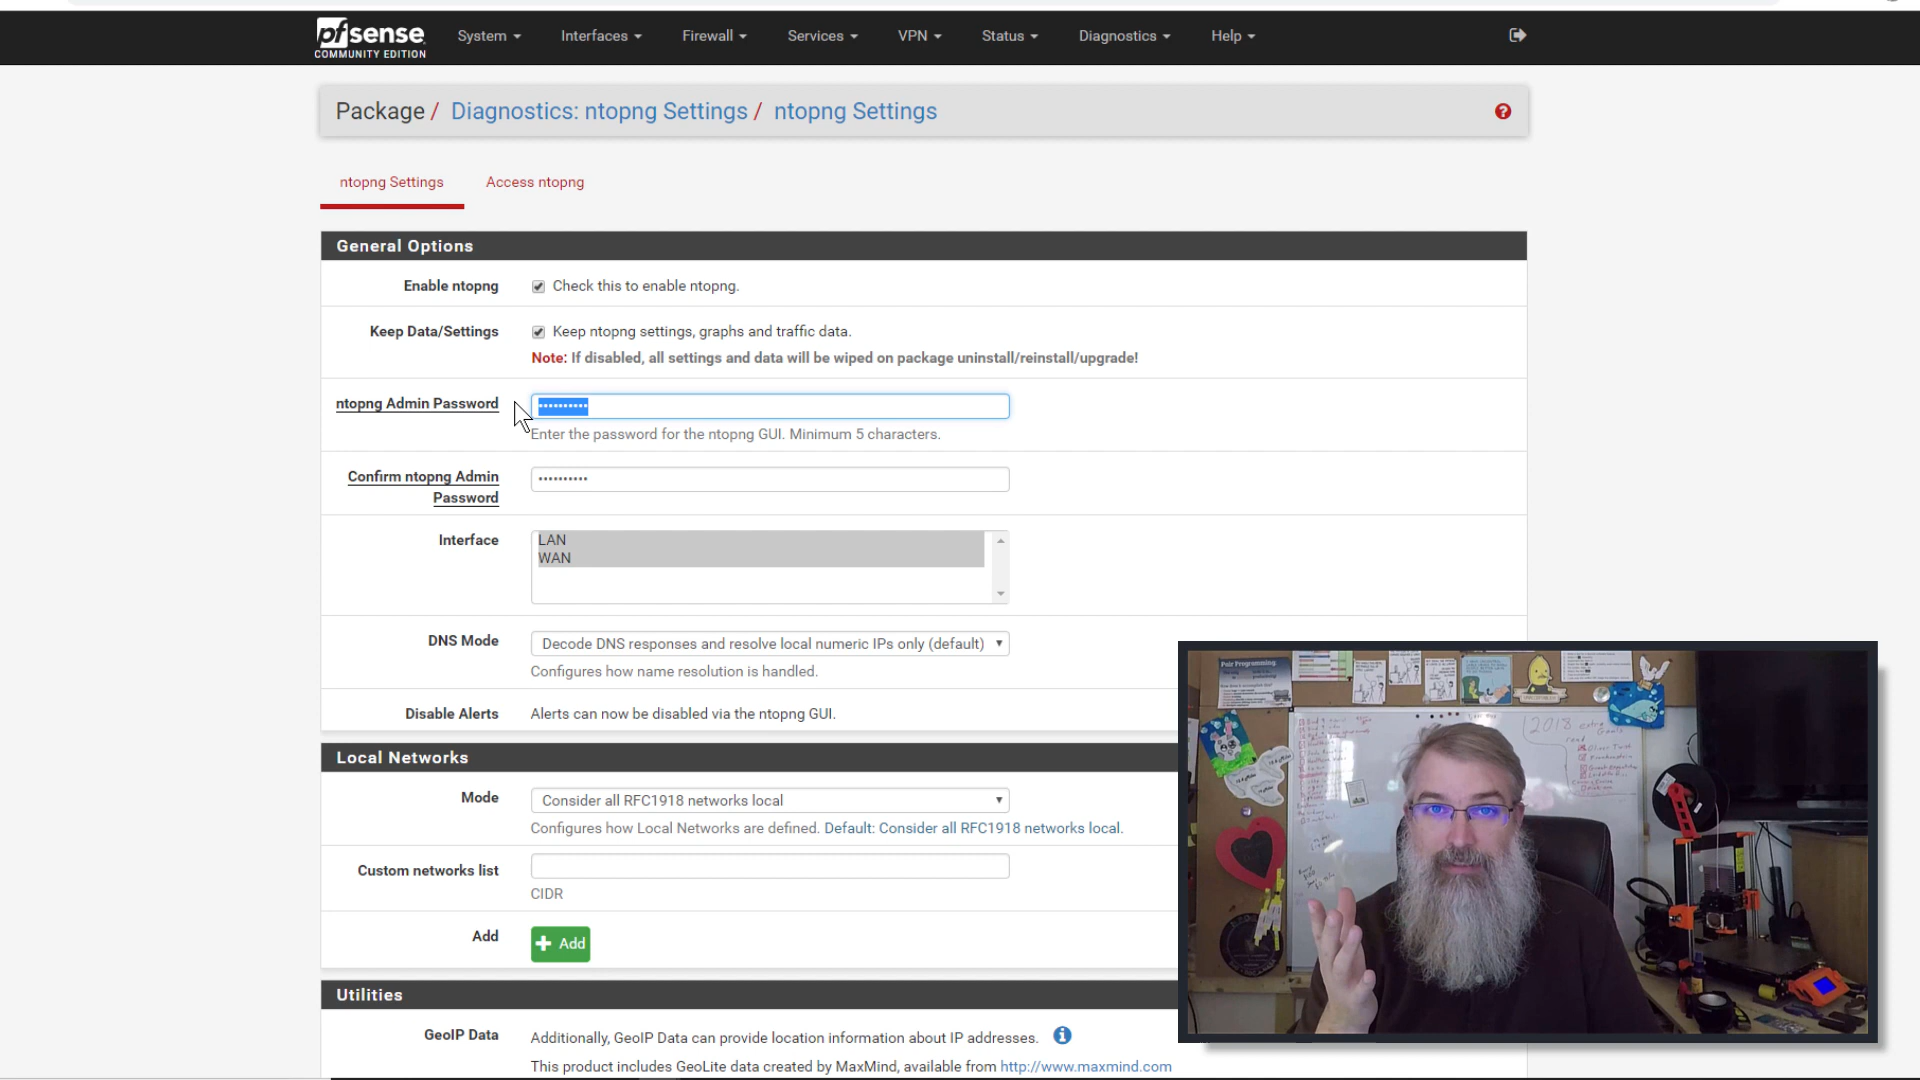 pfsense
COMMUNITY EDITION
System Interfaces Firewall Services VPN Status Diagnostics Help
Package / Diagnostics: ntopng Settings / ntopng Settings
ntopng Settings Access ntopng
General Options
Enable ntopng Check this to enable ntopng.
Keep Data/Settings Keep ntopng settings, graphs and traffic data.
Note: If disabled, all settings and data will be wiped on package uninstall/reinstall/upgrade!
ntopng Admin Password ••••••••••
Enter the password for the ntopng GUI. Minimum 5 characters.
Confirm ntopng Admin Password ••••••••••
Interface LAN
WAN
DNS Mode Decode DNS responses and resolve local numeric IPs only (default)
Configures how name resolution is handled.
Disable Alerts Alerts can now be disabled via the ntopng GUI.
Local Networks
Mode Consider all RFC1918 networks local
Configures how Local Networks are defined. Default: Consider all RFC1918 networks local.
Custom networks list
CIDR
Add + Add
Utilities
GeoIP Data Additionally, GeoIP Data can provide location information about IP addresses.
This product includes GeoLite data created by MaxMind, available from http://www.maxmind.com
Pair Programming
2018 extra
Goals
read
Oliver Twist
Frankenstein